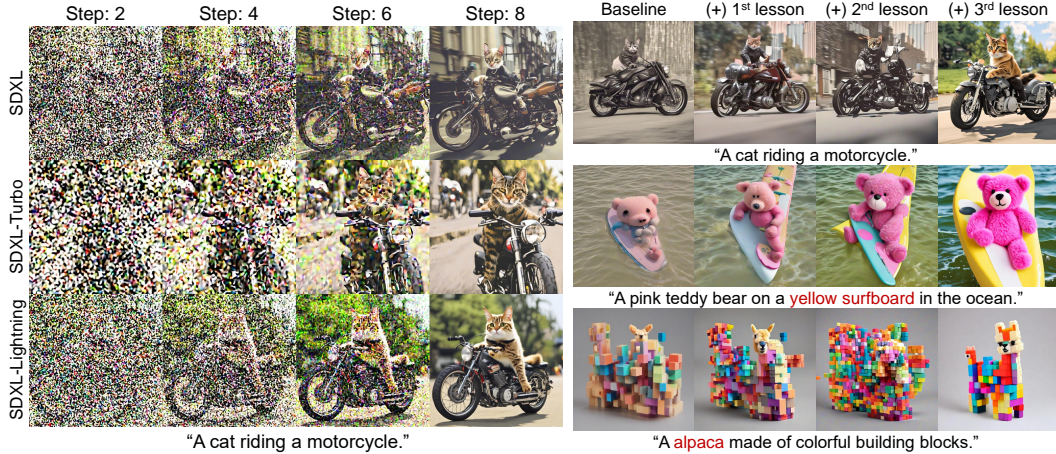 Step: 2 Step: 4 Step: 6 Step: 8
SDXL
SDXL-Turbo
SDXL-Lightning
“A cat riding a motorcycle.”
Baseline (+) 1st lesson (+) 2nd lesson (+) 3rd lesson
“A cat riding a motorcycle.”
“A pink teddy bear on a yellow surfboard in the ocean.”
“A alpaca made of colorful building blocks.”